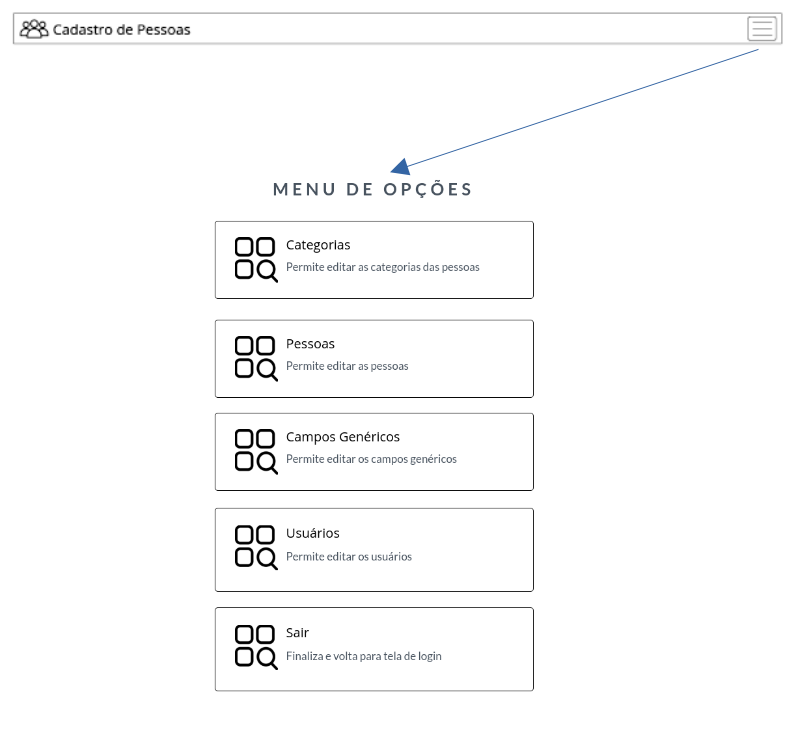 Cadastro de Pessoas
MENU DE OPÇÕES
Categorias
Permite editar as categorias das pessoas
Pessoas
Permite editar as pessoas
Campos Genéricos
Permite editar os campos genéricos
Usuários
Permite editar os usuários
Sair
Finaliza e volta para tela de login